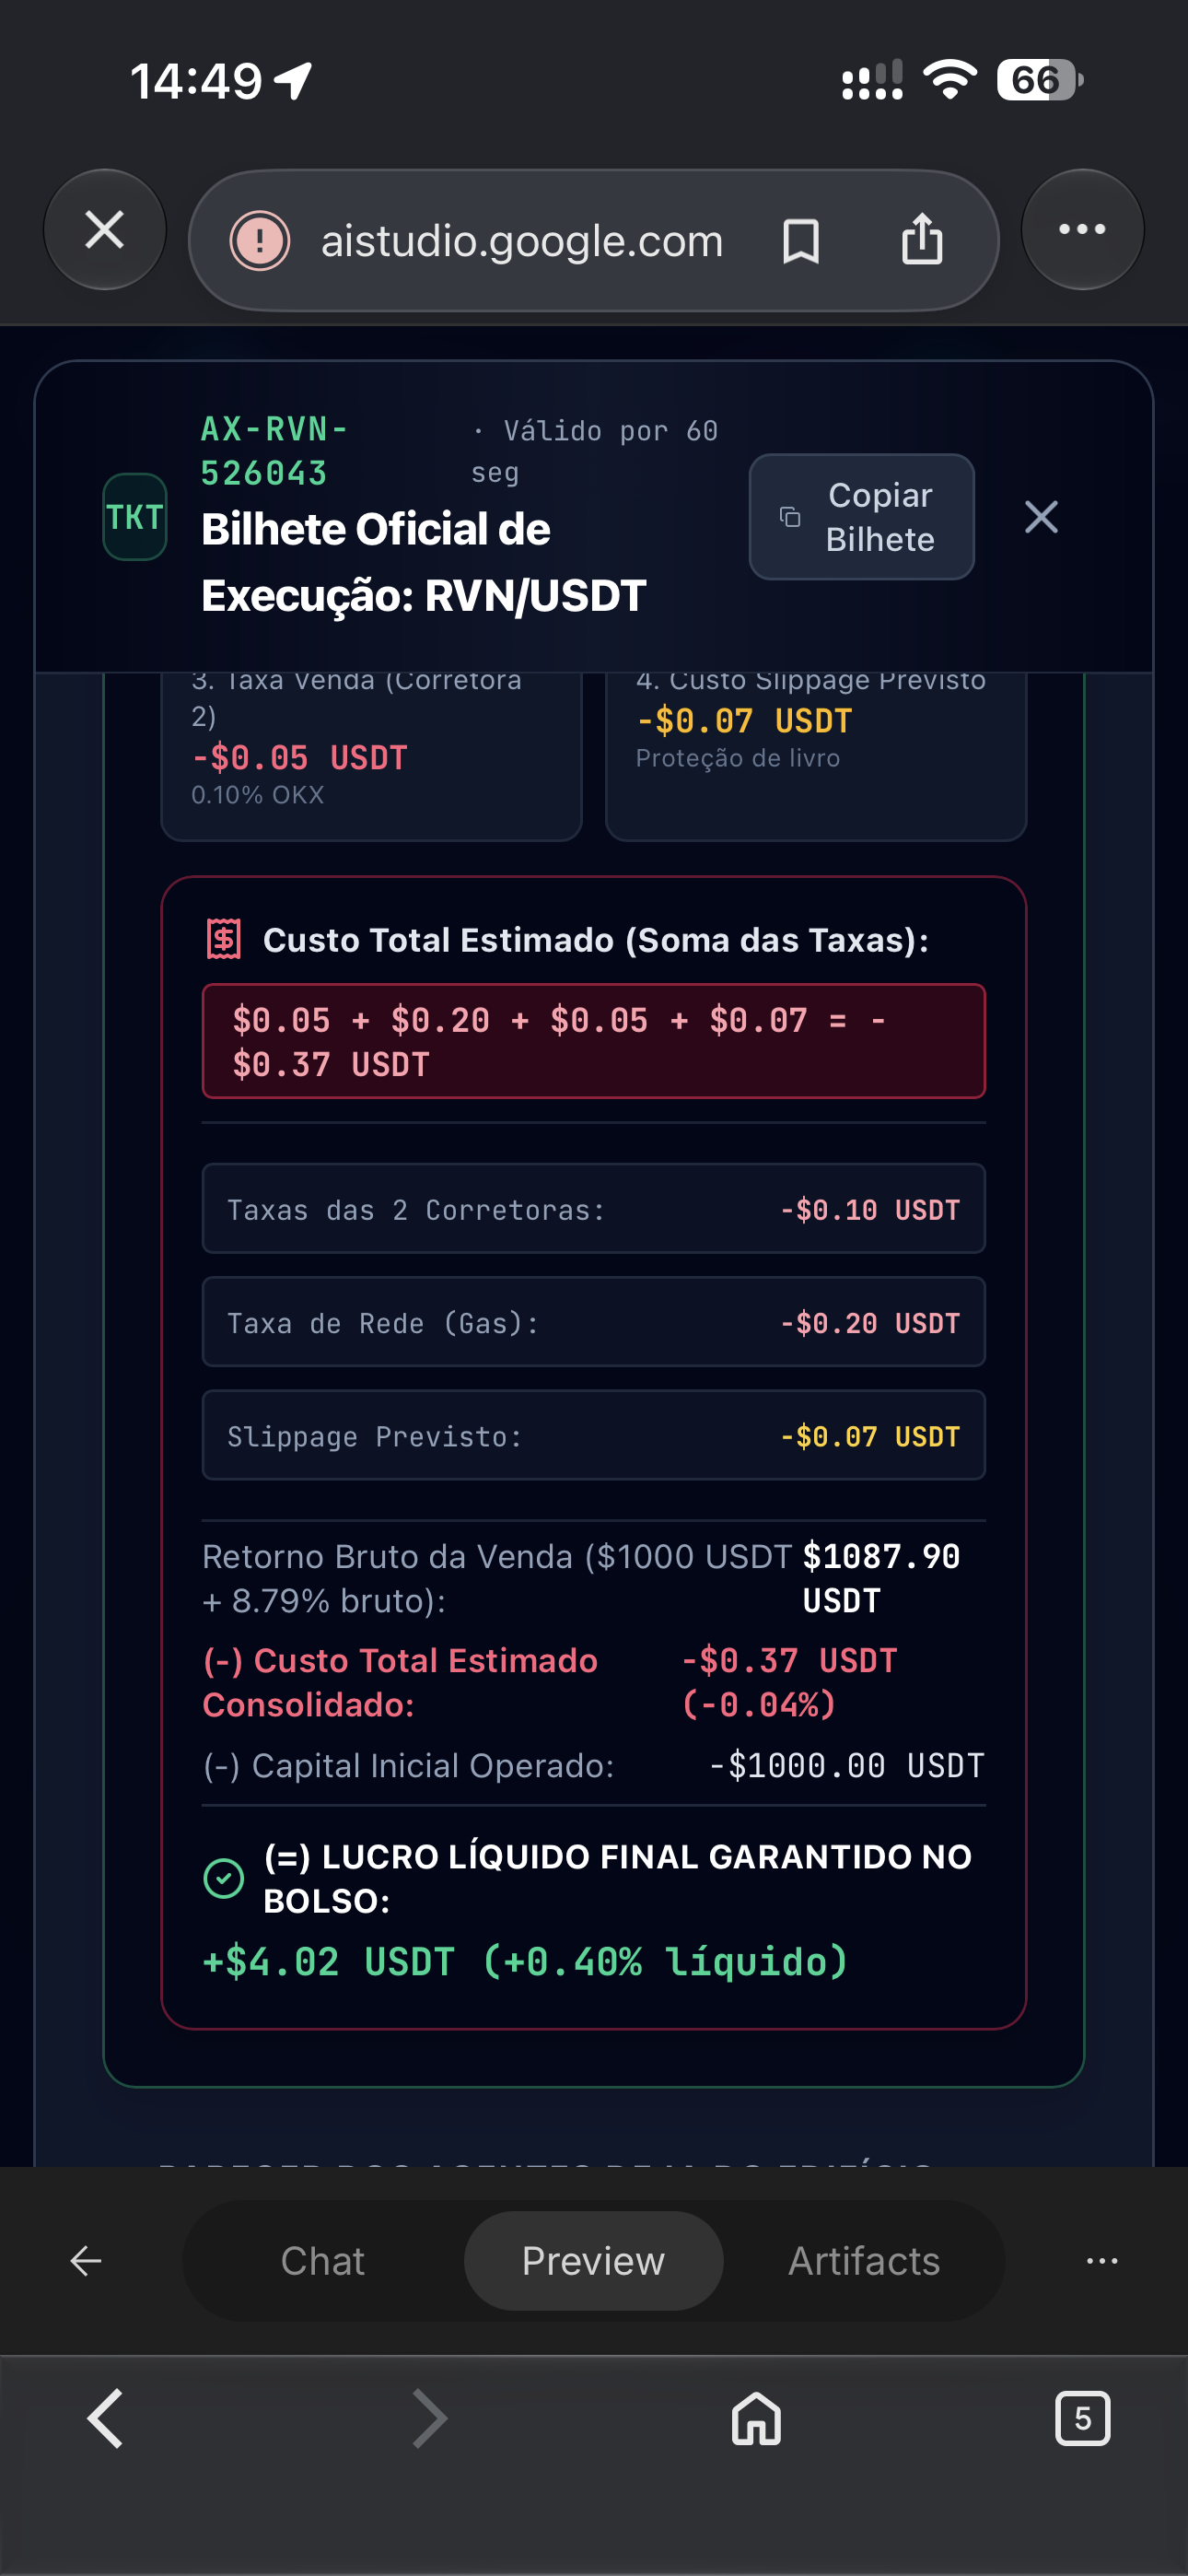 14:49
66
aistudio.google.com
AX-RVN-
526043
· Válido por 60
seg
TKT
Bilhete Oficial de
Execução: RVN/USDT
Copiar
Bilhete
3. Taxa Venda (Corretora
2)
-$0.05 USDT
0.10% OKX
4. Custo Slippage Previsto
-$0.07 USDT
Proteção de livro
Custo Total Estimado (Soma das Taxas):
$0.05 + $0.20 + $0.05 + $0.07 = -
$0.37 USDT
Taxas das 2 Corretoras: -$0.10 USDT
Taxa de Rede (Gas): -$0.20 USDT
Slippage Previsto: -$0.07 USDT
Retorno Bruto da Venda ($1000 USDT
+ 8.79% bruto):
$1087.90
USDT
(-) Custo Total Estimado
Consolidado:
-$0.37 USDT
(-0.04%)
(-) Capital Inicial Operado: -$1000.00 USDT
(=) LUCRO LÍQUIDO FINAL GARANTIDO NO
BOLSO:
+$4.02 USDT (+0.40% líquido)
Chat
Preview
Artifacts
5